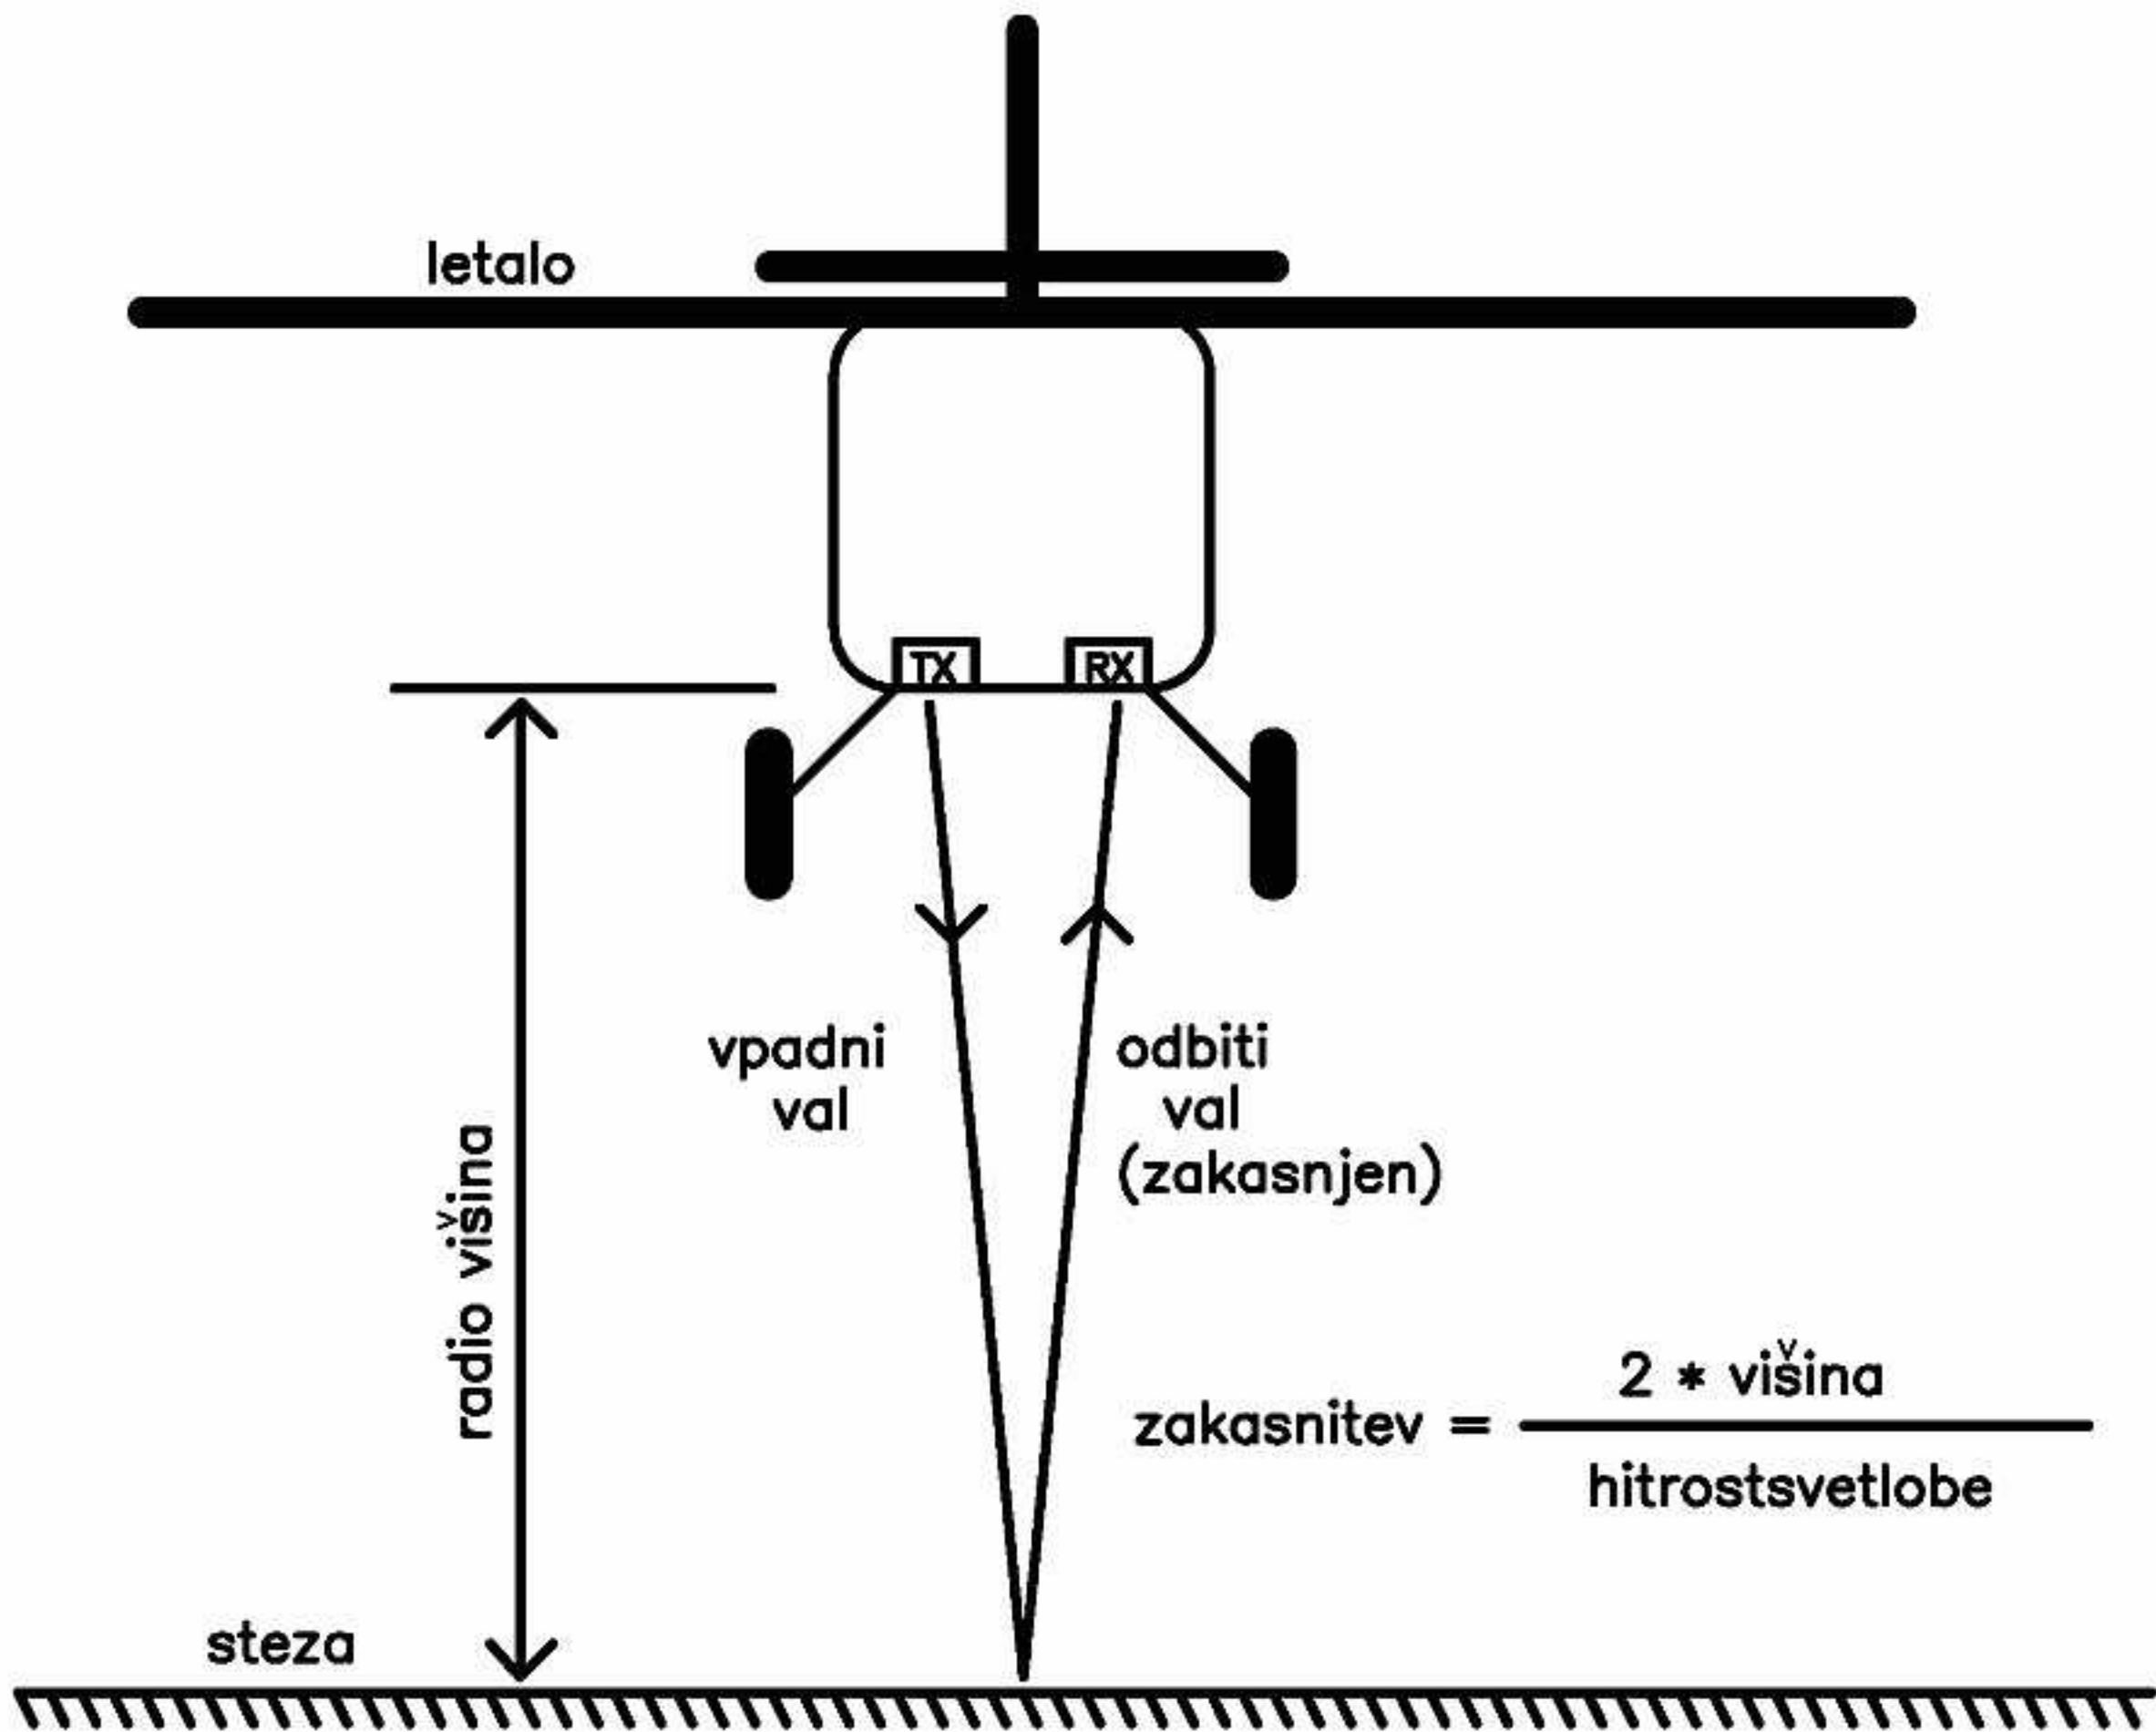 letalo
TX
RX
vpadni
val
odbiti
val
(zakasnjen)
radio višina
zakasnitev = 2 * višina
hitrostsvetlobe
steza